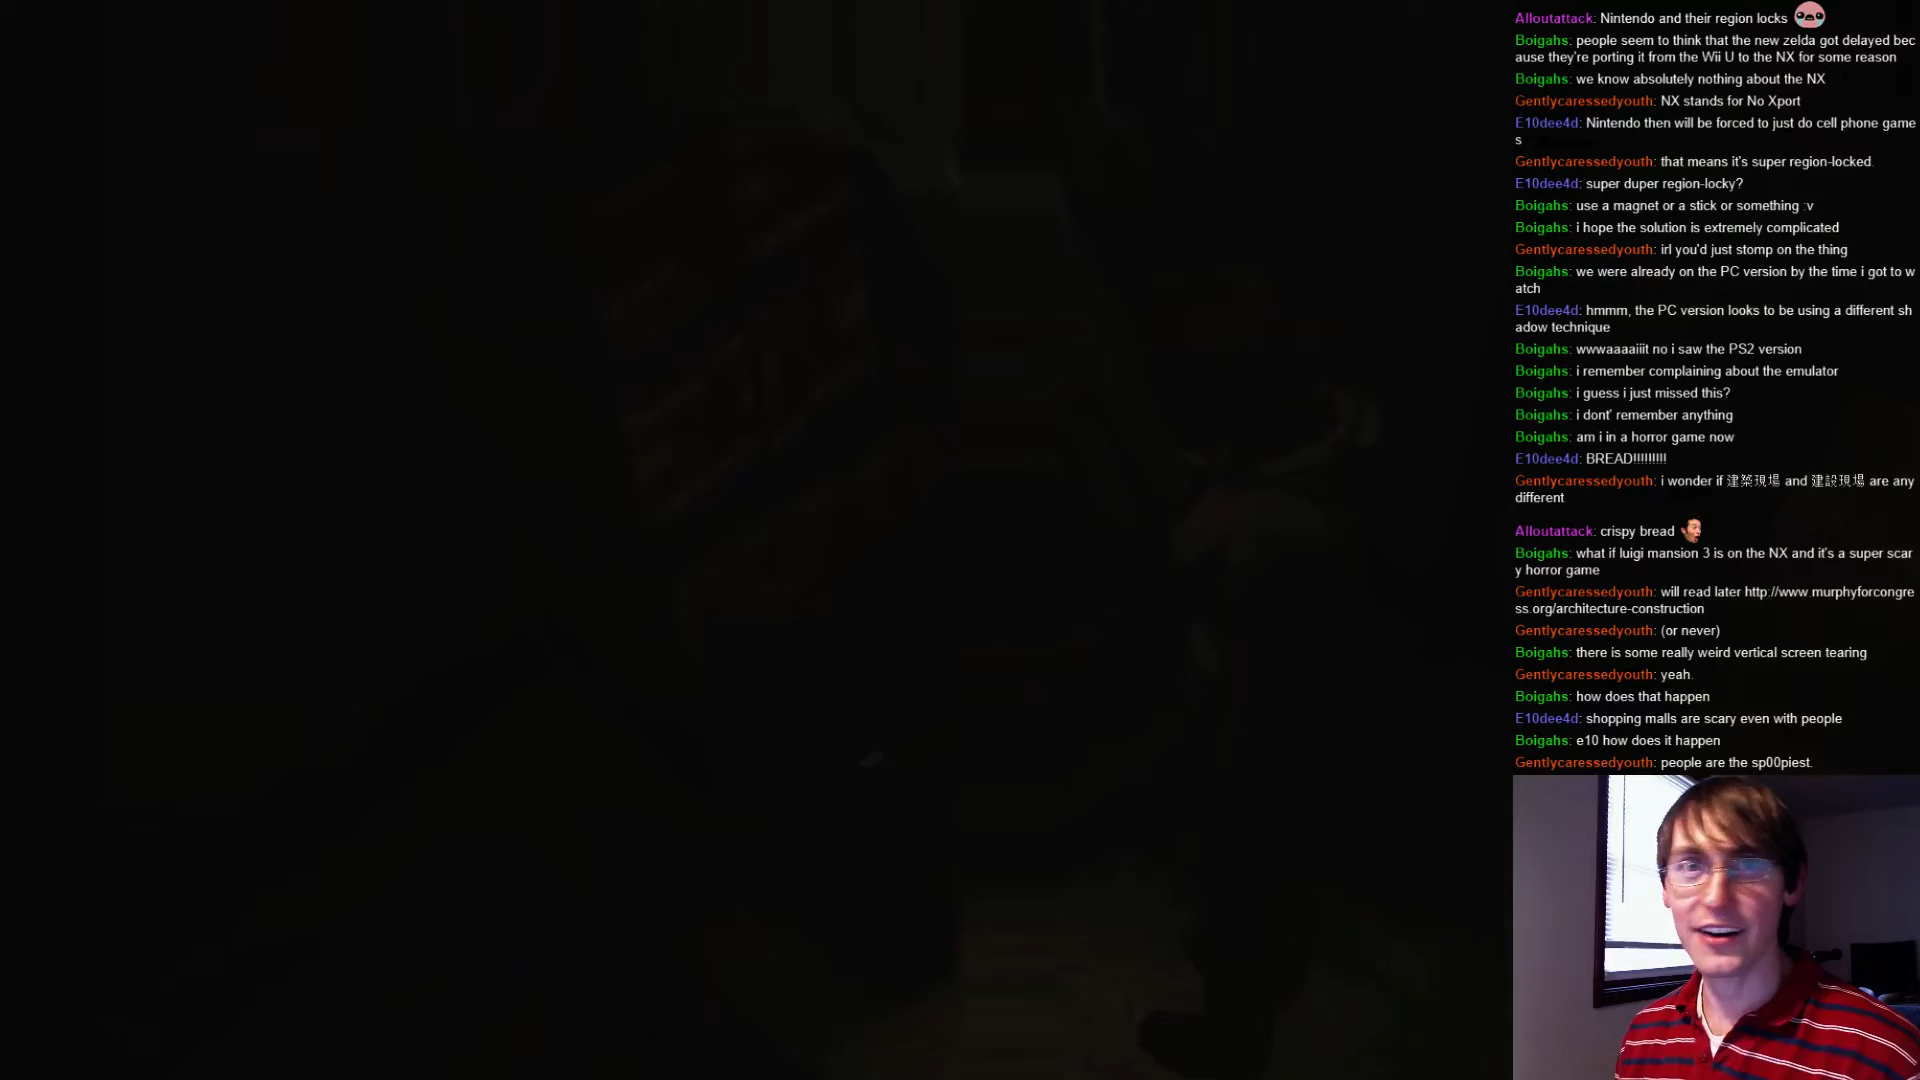 Alloutattack: Nintendo and their region locks
Boigahs: people seem to think that the new zelda got delayed bec
ause they're porting it from the Wii U to the NX for some reason
Boigahs: we know absolutely nothing about the NX
Gentlycaressedyouth: NX stands for No Xport
E10dee4d: Nintendo then will be forced to just do cell phone game
s
Gentlycaressedyouth: that means it's super region-locked.
E10dee4d: super duper region-locky?
Boigahs: use a magnet or a stick or something :v
Boigahs: i hope the solution is extremely complicated
Gentlycaressedyouth: irl you'd just stomp on the thing
Boigahs: we were already on the PC version by the time i got to w
atch
E10dee4d: hmmm, the PC version looks to be using a different sh
adow technique
Boigahs: wwwaaaaiiit no i saw the PS2 version
Boigahs: i remember complaining about the emulator
Boigahs: i guess i just missed this?
Boigahs: i dont' remember anything
Boigahs: am i in a horror game now
E10dee4d: BREAD!!!!!!!!!
Gentlycaressedyouth: i wonder if 建築現場 and 建設現場 are any
different
Alloutattack: crispy bread
Boigahs: what if luigi mansion 3 is on the NX and it's a super scar
y horror game
Gentlycaressedyouth: will read later http://www.murphyforcongre
ss.org/architecture-construction
Gentlycaressedyouth: (or never)
Boigahs: there is some really weird vertical screen tearing
Gentlycaressedyouth: yeah.
Boigahs: how does that happen
E10dee4d: shopping malls are scary even with people
Boigahs: e10 how does it happen
Gentlycaressedyouth: people are the sp00piest.